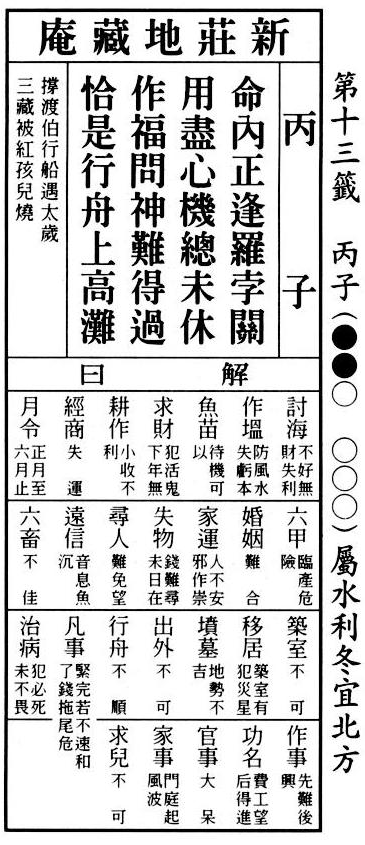 第十三籤 丙子(●●○ ○○○)屬水利冬宜北方
新莊地藏庵
丙子
命內正逢羅孛關
用盡心機總未休
作福問神難得過
恰是行舟上高灘
撐渡伯行船遇太歲
三藏被紅孩兒燒
解曰
討海
不好無
財失利
作塭
防風水
失虧本
魚苗
待機可
以
求財
犯活鬼
下年無
耕作
小收不
利
經商
失運
月令
正月至
六月止
六甲
臨產危
險
婚姻
難合
家運
人不安
邪作祟
失物
錢難尋
未日在
尋人
難免望
遠信
音息魚
沉
六畜
不佳
築室
不可
移居
築室有
犯災星
墳墓
地勢不
吉
出外
不可
行舟
不順
凡事
緊完若不速和
了錢拖尾危
治病
犯必死
未不畏
作事
先難後
興
功名
費工望
后得進
官事
大呆
家事
門庭起
風波
求兒
不可